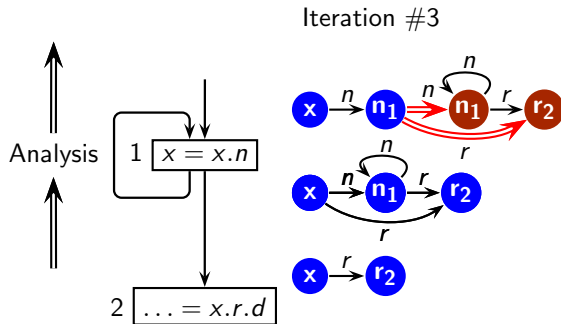 Iteration #3
n
x n n₁ n n₁ r r₂
r
Analysis
1 x = x.n
n
x n n₁ r r₂
r
x r r₂
2 ... = x.r.d